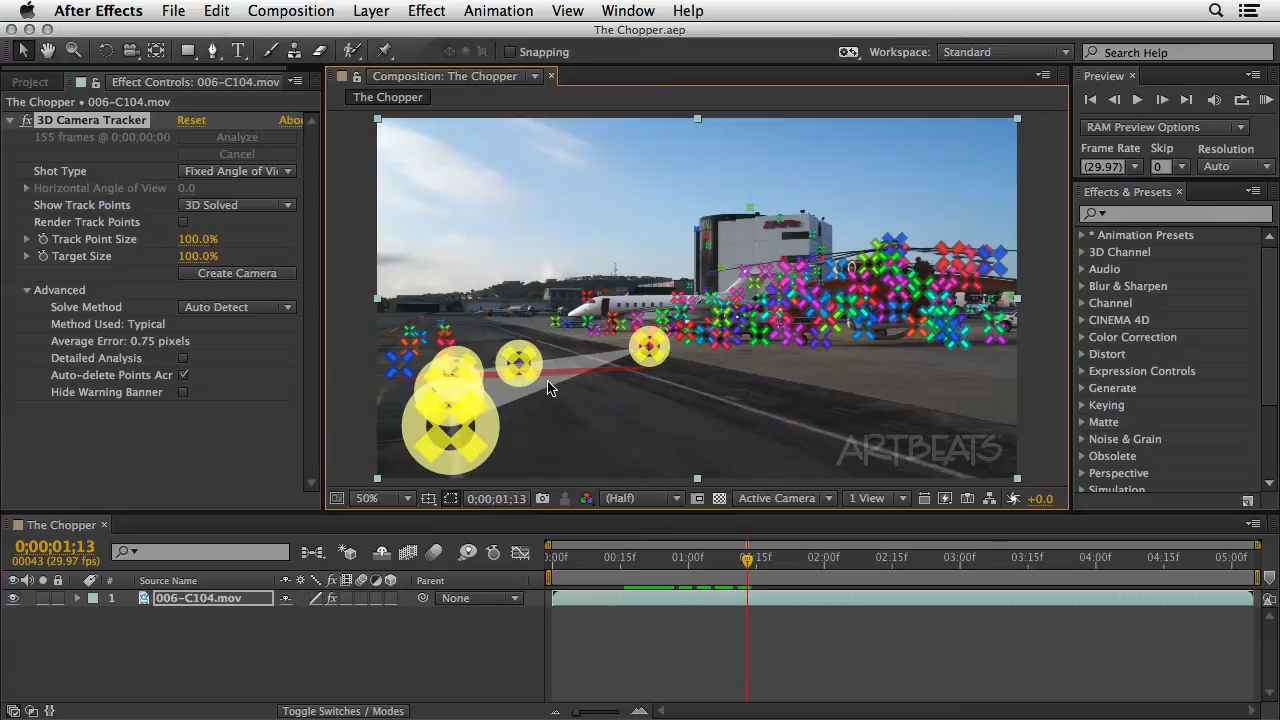 After Effects File Edit Composition Layer Effect Animation View Window Help
The Chopper.aep
Snapping Workspace: Standard Search Help
Project Effect Controls: 006-C104.mov
The Chopper • 006-C104.mov
3D Camera Tracker Reset Abou
155 frames @ 0;00;00;00 Analyze
Cancel
Shot Type Fixed Angle of Vi
Horizontal Angle of View 0.0
Show Track Points 3D Solved
Render Track Points
Track Point Size 100.0%
Target Size 100.0%
Create Camera
Advanced
Solve Method Auto Detect
Method Used: Typical
Average Error: 0.75 pixels
Detailed Analysis
Auto-delete Points Acr
Hide Warning Banner
Composition: The Chopper
The Chopper
ARTBEATS
50% 0;00;01;13 (Half) Active Camera 1 View +0.0
Preview
RAM Preview Options
Frame Rate Skip Resolution
(29.97) 0 Auto
Effects & Presets
* Animation Presets
3D Channel
Audio
Blur & Sharpen
Channel
CINEMA 4D
Color Correction
Distort
Expression Controls
Generate
Keying
Matte
Noise & Grain
Obsolete
Perspective
Simulation
The Chopper
0;00;01;13
00043 (29.97 fps)
:00f 00:15f 01:00f 01:15f 02:00f 02:15f 03:00f 03:15f 04:00f 04:15f 05:00f
# Source Name fx Parent
1 006-C104.mov fx None
Toggle Switches / Modes